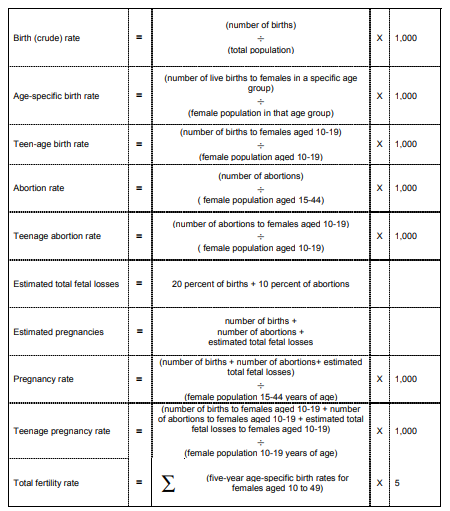 (number of births)
Birth (crude) rate = ÷ X 1,000
(total population)
(number of live births to females in a specific age
group)
Age-specific birth rate = ÷ X 1,000
(female population in that age group)
(number of births to females aged 10-19)
Teen-age birth rate = ÷ X 1,000
(female population aged 10-19)
(number of abortions)
Abortion rate = ÷ X 1,000
( female population aged 15-44)
(number of abortions to females aged 10-19)
Teenage abortion rate = ÷ X 1,000
( female population aged 10-19)
Estimated total fetal losses = 20 percent of births + 10 percent of abortions
number of births +
Estimated pregnancies = number of abortions +
estimated total fetal losses
(number of births + number of abortions+ estimated
total fetal losses)
Pregnancy rate = ÷ X 1,000
(female population 15-44 years of age)
(number of births to females aged 10-19 + number
of abortions to females aged 10-19 + estimated total
Teenage pregnancy rate = fetal losses to females aged 10-19) X 1,000
÷
(female population 10-19 years of age)
Total fertility rate = ∑ (five-year age-specific birth rates for X 5
females aged 10 to 49)